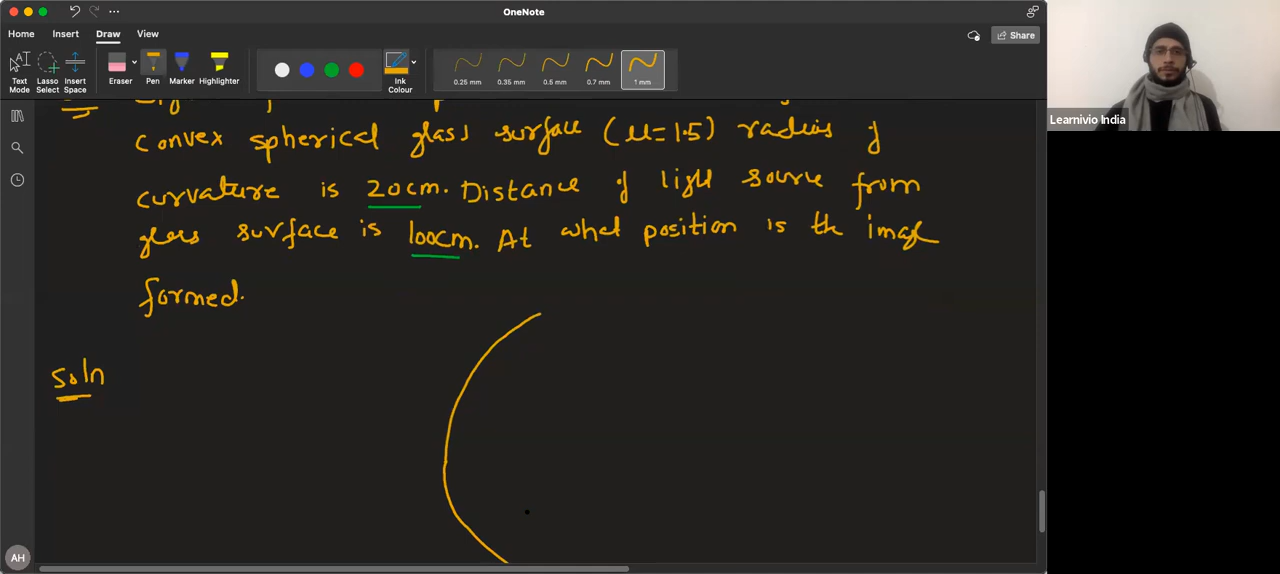 OneNote
Home Insert Draw View
Share
Text Mode
Lasso Select
Insert Space
Eraser
Pen
Marker
Highlighter
Ink Colour
0.25 mm 0.35 mm 0.5 mm 0.7 mm 1 mm
Learnivio India
convex spherical glass surface (μ=1.5) radius of
curvature is 20cm. Distance of light source from
glass surface is 100cm. At what position is the image
formed.
Soln
AH